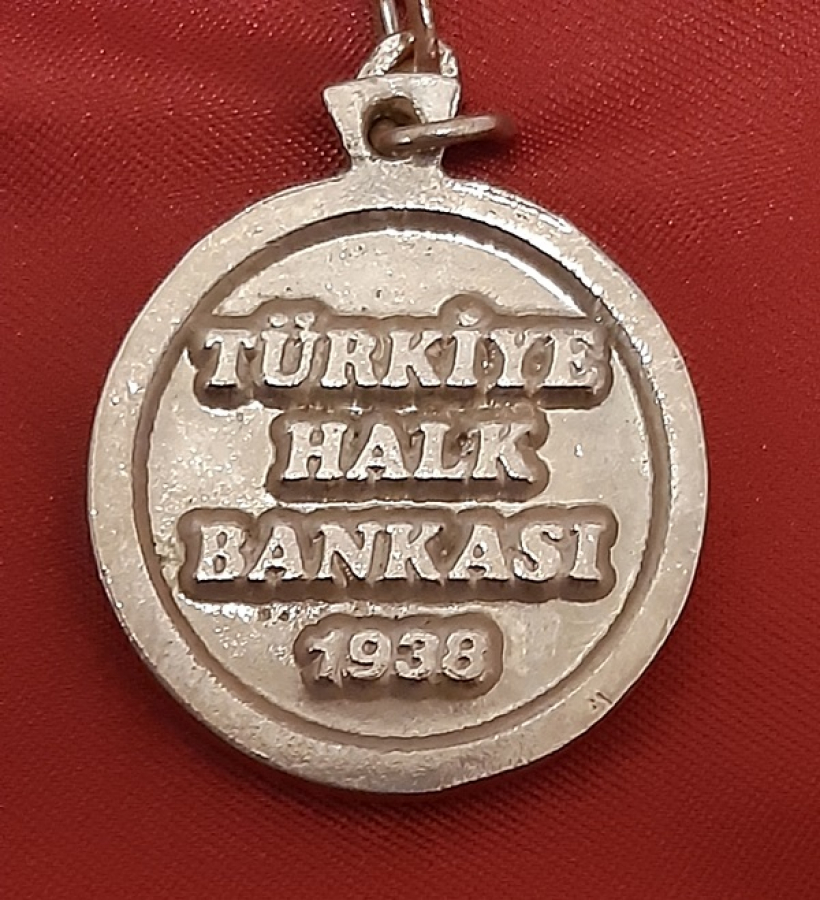 TÜRKİYE
HALK
BANKASI
1938